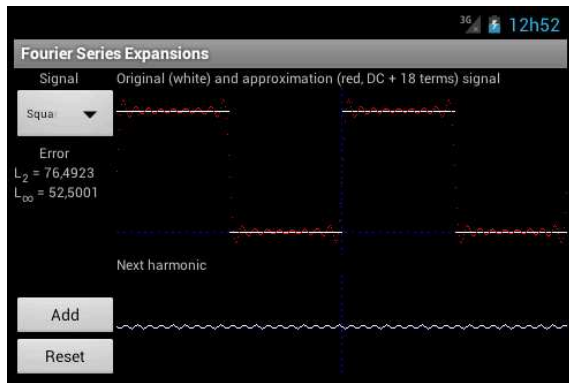 3G 12h52
Fourier Series Expansions
Signal
Original (white) and approximation (red, DC + 18 terms) signal
Squa
Error
L2 = 76,4923
L∞ = 52,5001
Next harmonic
Add
Reset